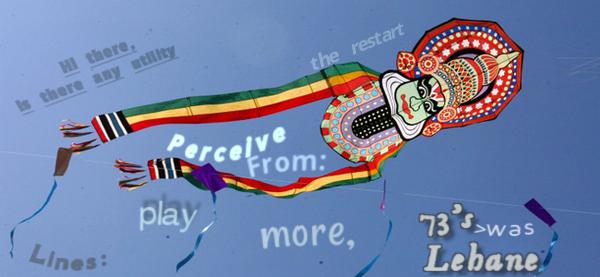 Hi there,
is there any utility
the restart
Perceive
From:
play
more,
73's
>was
Lebane
Lines: